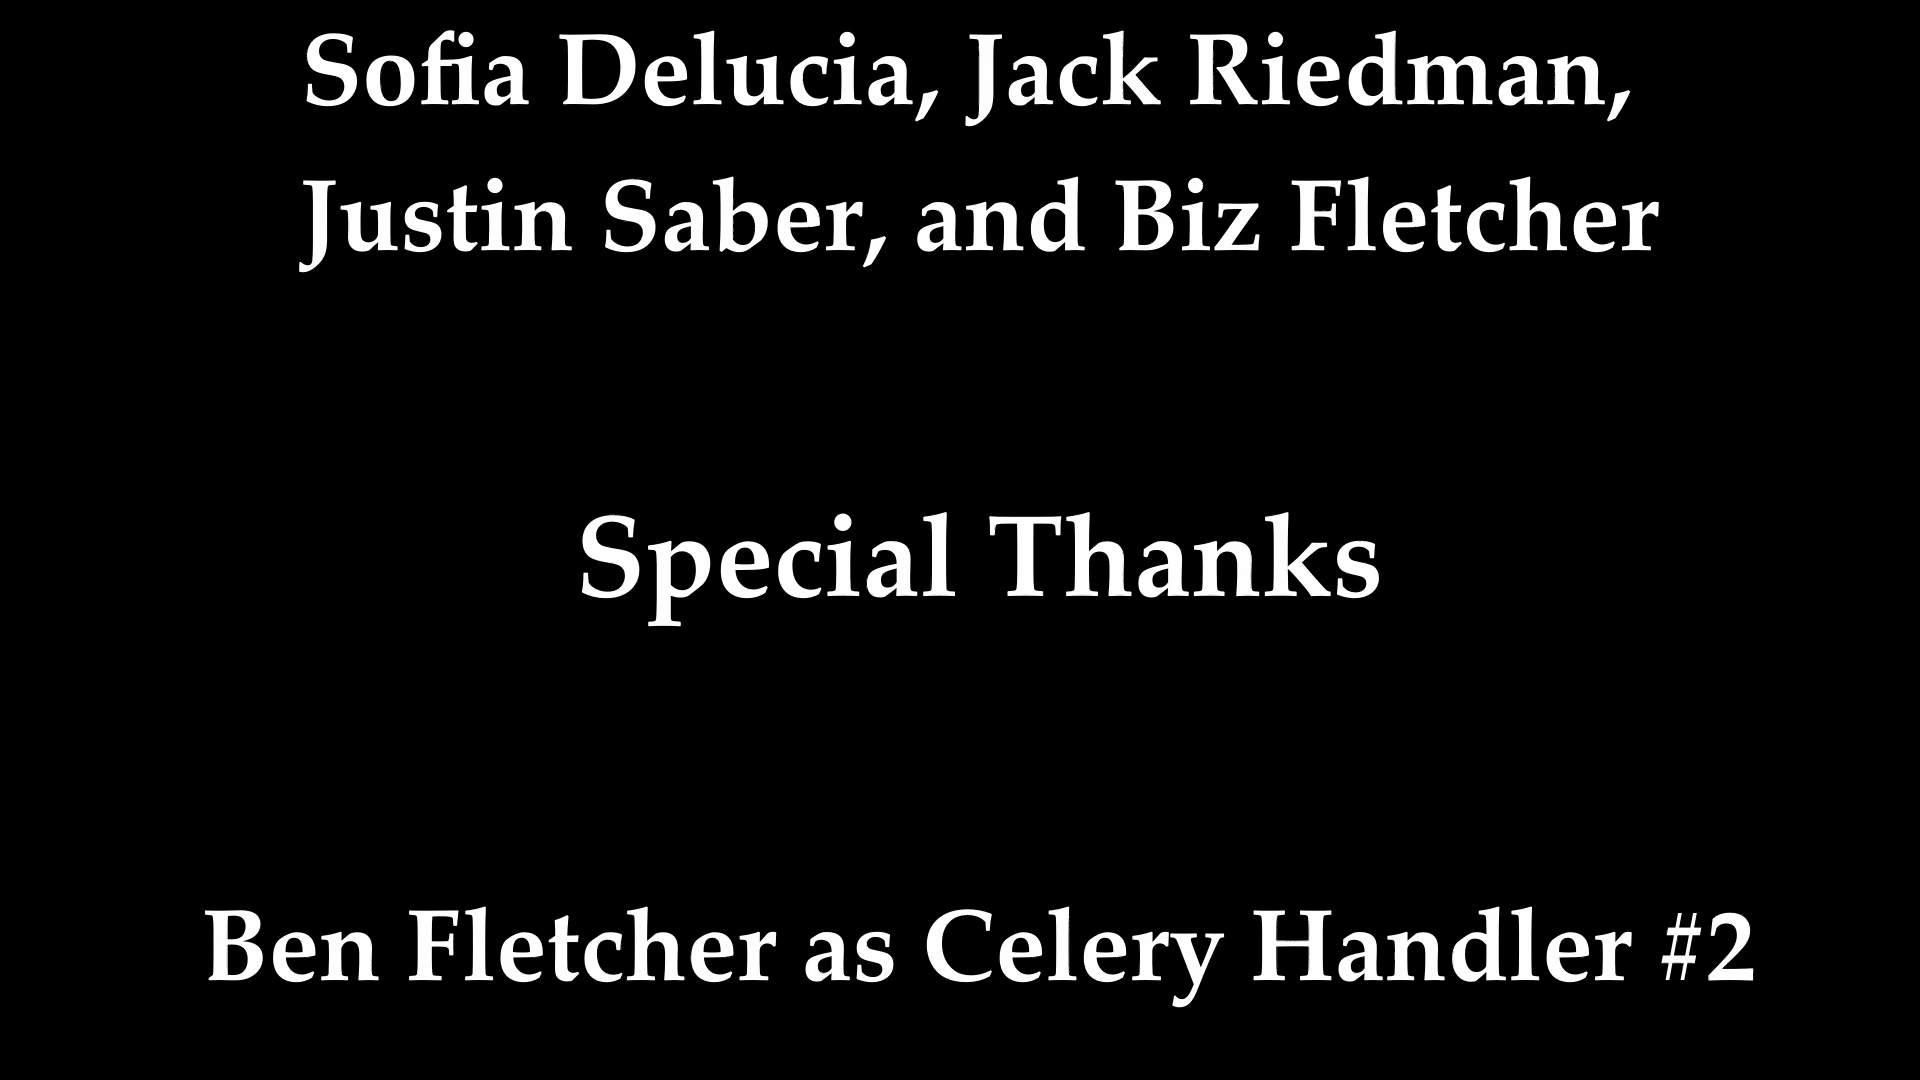 Sofia Delucia, Jack Riedman,
Justin Saber, and Biz Fletcher
Special Thanks
Ben Fletcher as Celery Handler #2